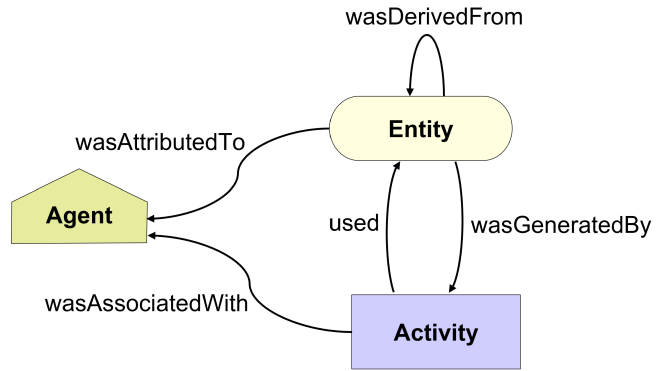 wasDerivedFrom
Entity
wasAttributedTo
Agent
used
wasGeneratedBy
wasAssociatedWith
Activity